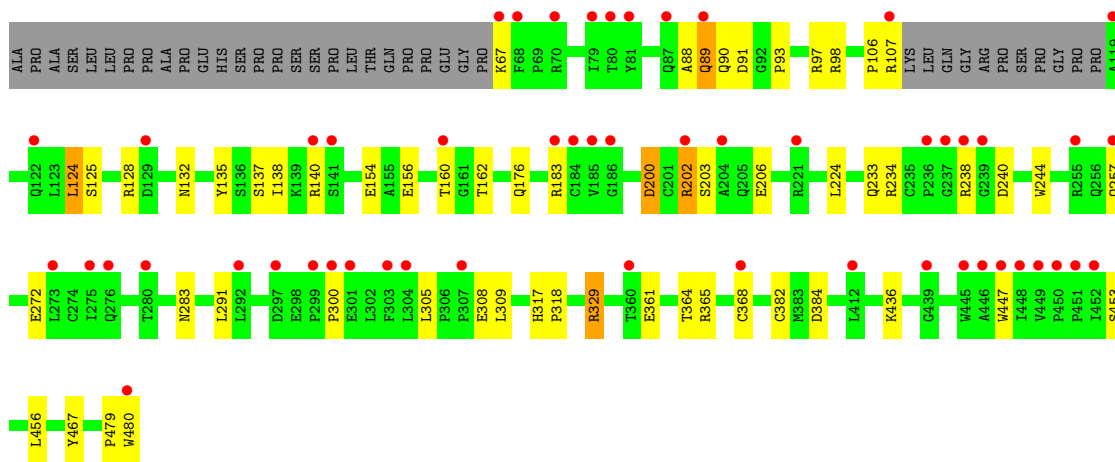 ALA PRO ALA SER LEU LEU PRO PRO ALA PRO GLU HIS SER PRO PRO SER SER PRO LEU THR GLN PRO PRO GLU GLY PRO K67 F68 P69 R70 I79 T80 Y81 Q87 A88 Q89 Q90 D91 G92 P93 R97 R98 P106 R107 LYS LEU GLN GLY ARG PRO SER PRO GLY PRO PRO A119
Q122 L123 L124 S125 R128 D129 N132 Y135 S136 S137 I138 K139 R140 S141 E154 A155 E156 T160 G161 T162 Q176 R183 C184 V185 G186 D200 C201 R202 S203 A204 Q205 E206 R221 L224 Q233 R234 C235 P236 G237 R238 G239 D240 W244 R255 Q256
E272 L273 C274 I275 Q276 T280 N283 L291 L292 D297 E298 P299 P300 E301 L302 F303 L304 L305 P306 P307 E308 L309 H317 P318 R329 T360 E361 T364 R365 C368 C382 M383 D384 L412 K436 G439 W445 A446 W447 I448 V449 P450 P451 I452 S453
L456 Y467 P479 W480